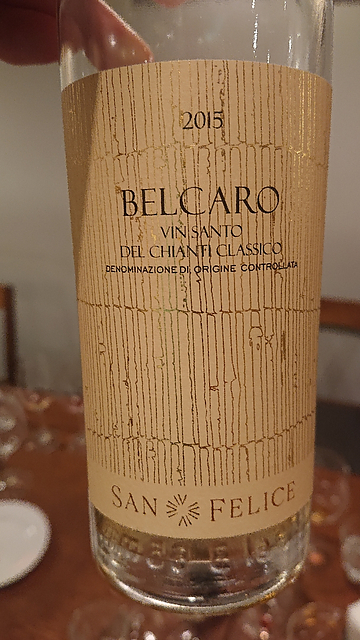 2015
BELCARO
VIN SANTO
DEL CHIANTI CLASSICO
DENOMINAZIONE DI ORIGINE CONTROLLATA
SAN FELICE